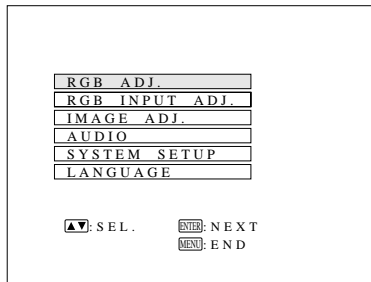 RGB ADJ.
RGB INPUT ADJ.
IMAGE ADJ.
AUDIO
SYSTEM SETUP
LANGUAGE
▲▼:SEL. ENTER:NEXT
MENU:END